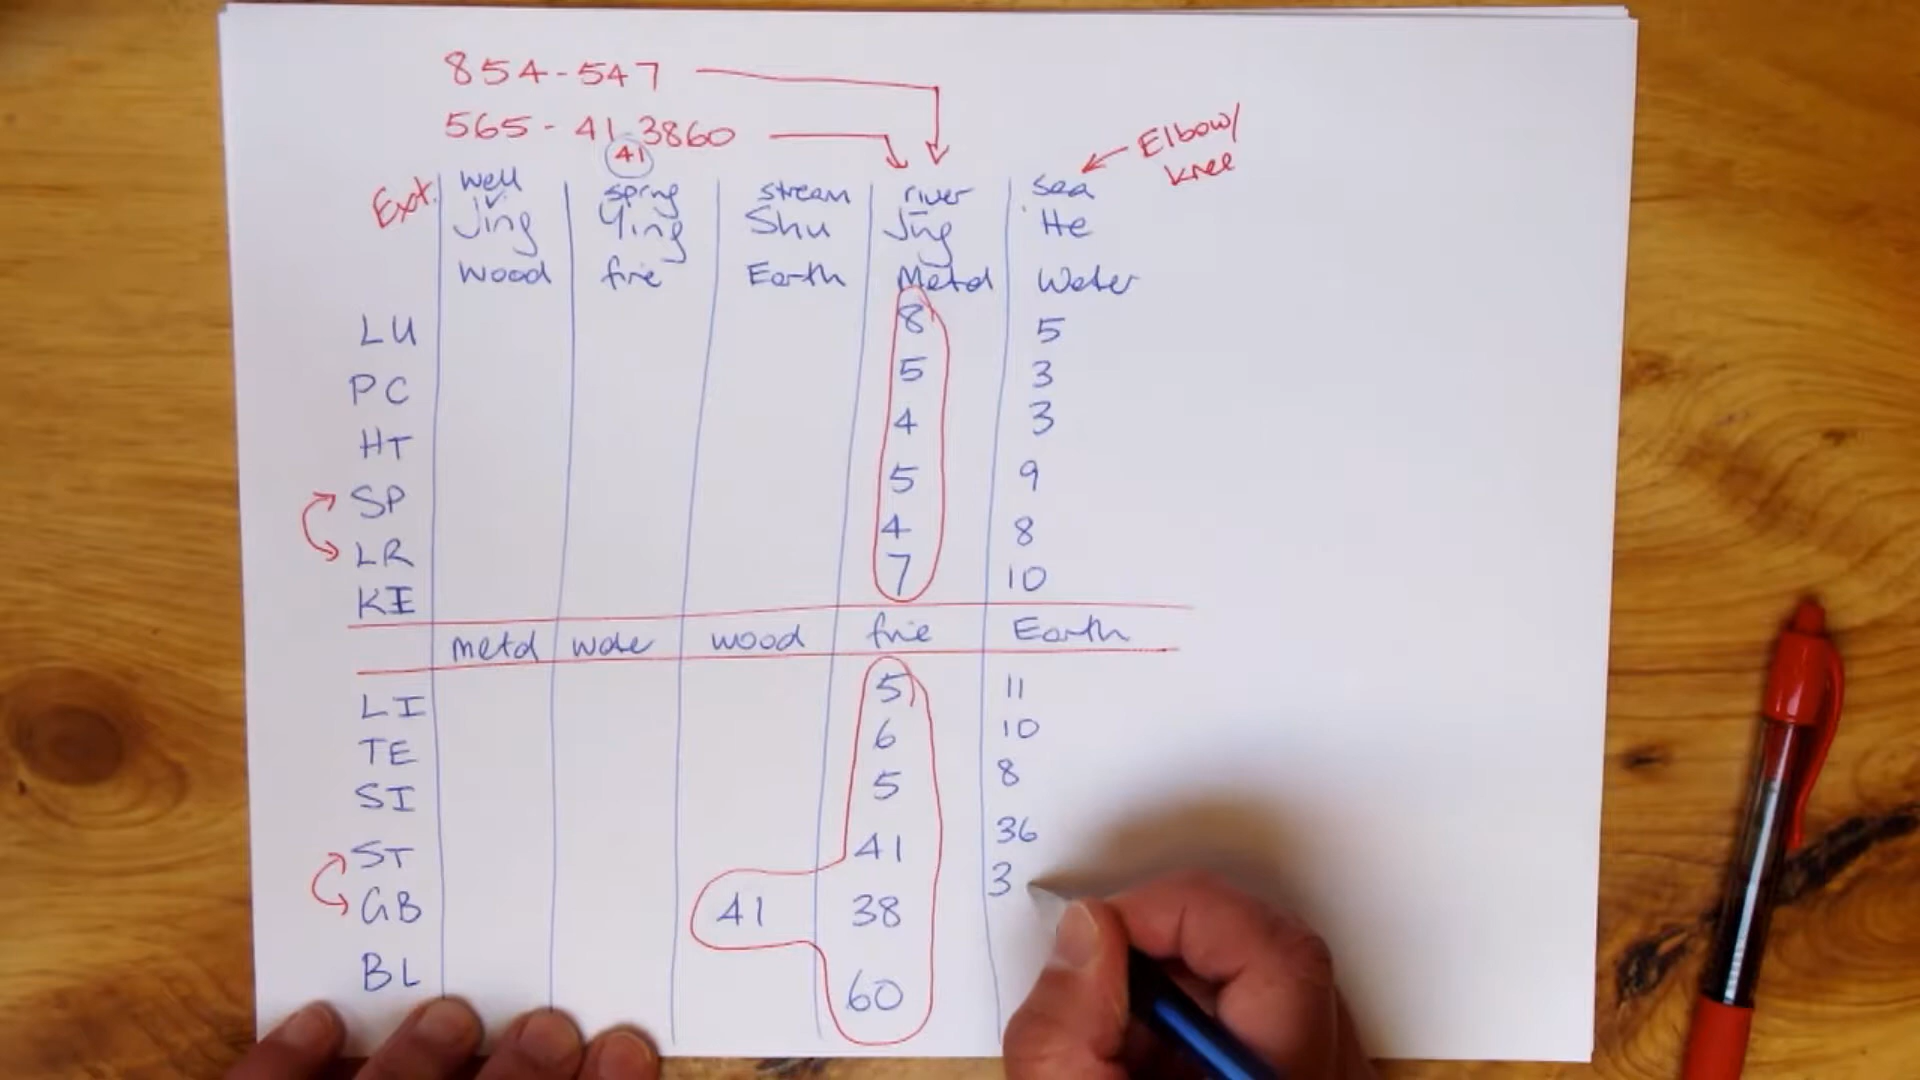 854-547
565-41-3860
41
Elbow/
knee
Ext.
well spring stream river sea
Jing Ying Shu Jing He
Wood fire Earth Metal Water
LU 8 5
PC 5 3
HT 4 3
SP 5 9
LR 4 8
KI 7 10
metal wate wood fire Earth
LI 5 11
TE 6 10
SI 5 8
ST 41 36
GB 41 38 3
BL 60